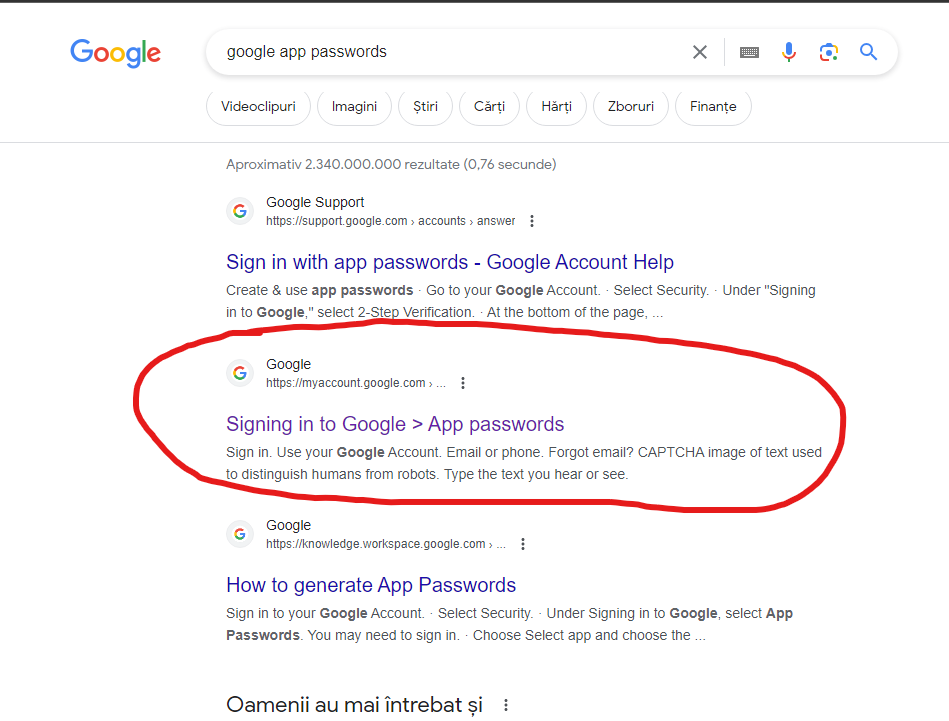 Google
google app passwords
Videoclipuri Imagini Știri Cărți Hărți Zboruri Finanțe
Aproximativ 2.340.000.000 rezultate (0,76 secunde)
Google Support
https://support.google.com › accounts › answer
Sign in with app passwords - Google Account Help
Create & use app passwords · Go to your Google Account. · Select Security. · Under "Signing
in to Google," select 2-Step Verification. · At the bottom of the page, ...
Google
https://myaccount.google.com › ...
Signing in to Google > App passwords
Sign in. Use your Google Account. Email or phone. Forgot email? CAPTCHA image of text used
to distinguish humans from robots. Type the text you hear or see.
Google
https://knowledge.workspace.google.com › ...
How to generate App Passwords
Sign in to your Google Account. · Select Security. · Under Signing in to Google, select App
Passwords. You may need to sign in. · Choose Select app and choose the ...
Oamenii au mai întrebat și